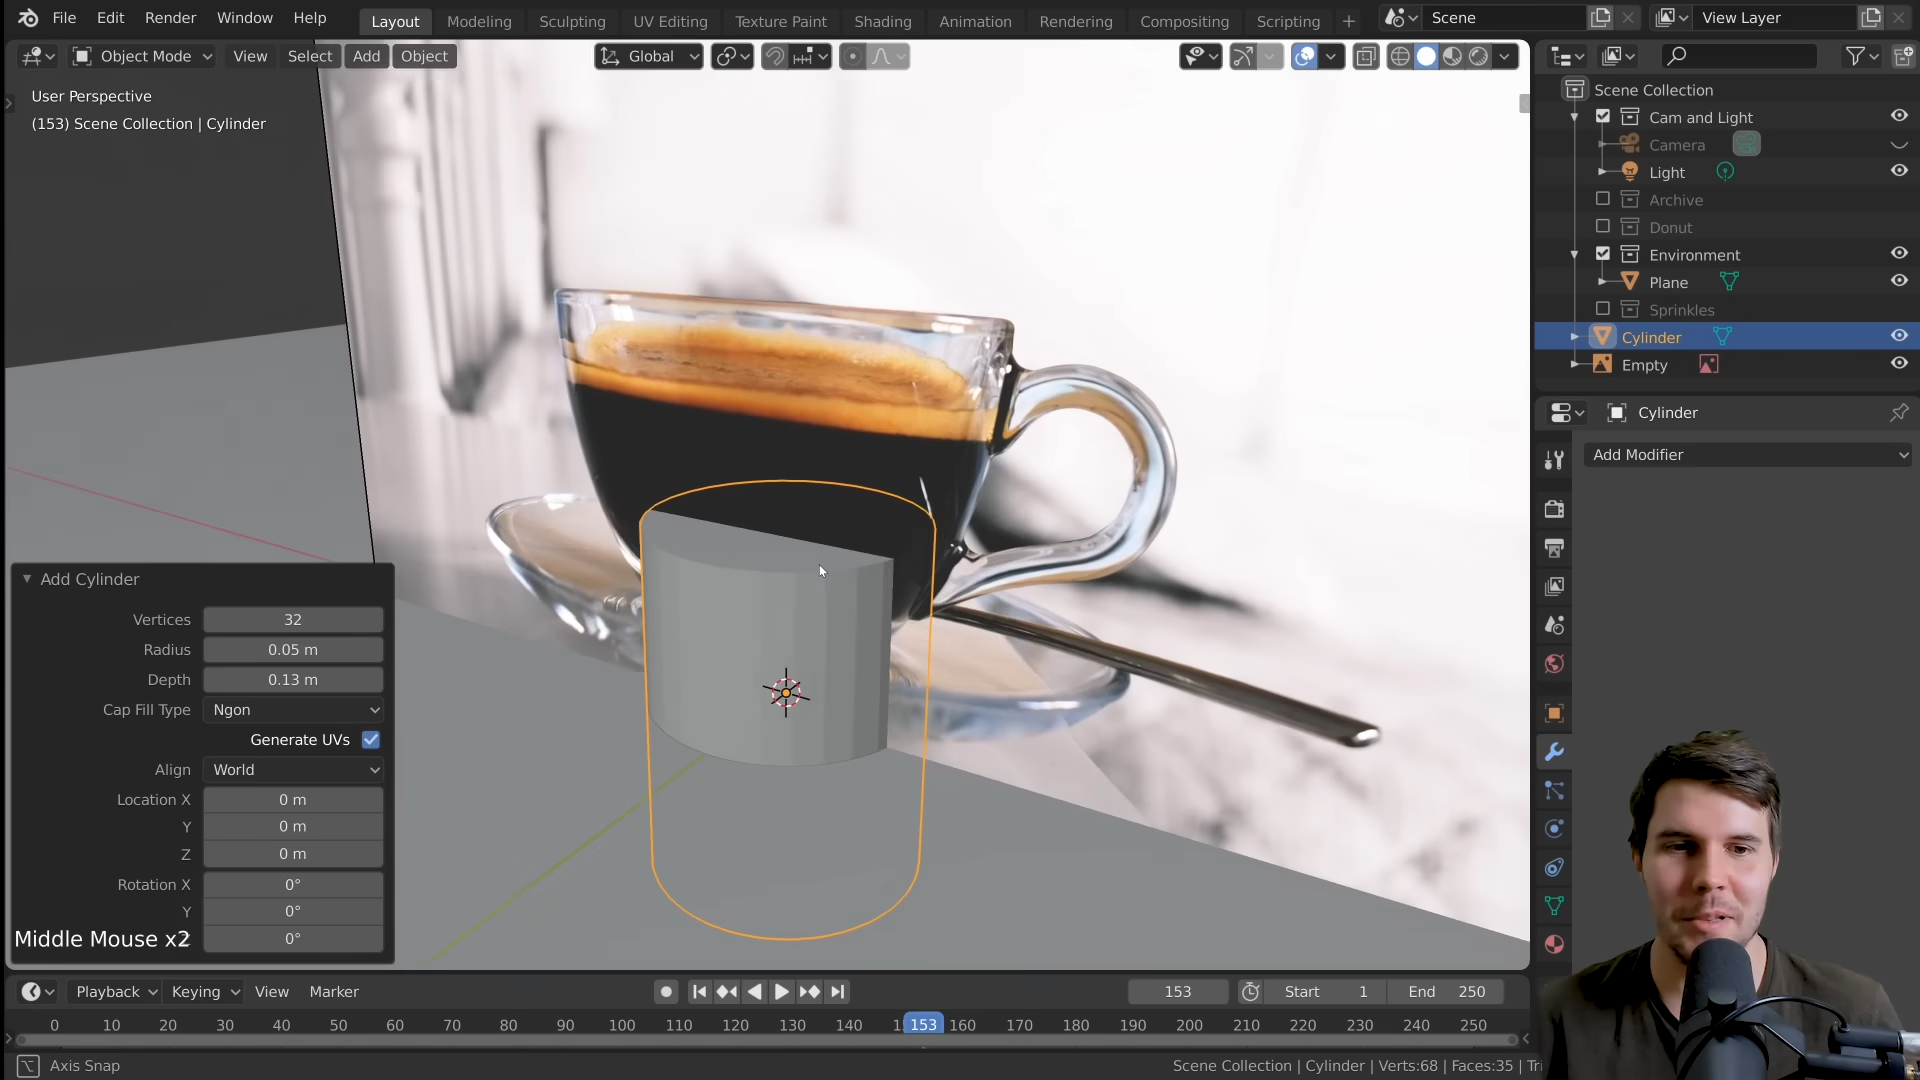 File Edit Render Window Help Layout Modeling Sculpting UV Editing Texture Paint Shading Animation Rendering Compositing Scripting + Scene View Layer
Object Mode View Select Add Object Global
User Perspective
(153) Scene Collection | Cylinder
Scene Collection
Cam and Light
Camera
Light
Archive
Donut
Environment
Plane
Sprinkles
Cylinder
Empty
Cylinder
Add Modifier
Add Cylinder
Vertices 32
Radius 0.05 m
Depth 0.13 m
Cap Fill Type Ngon
Generate UVs
Align World
Location X 0 m
Y 0 m
Z 0 m
Rotation X 0°
Y 0°
0°
Middle Mouse x2
Playback Keying View Marker 153 Start 1 End 250
0 10 20 30 40 50 60 70 80 90 100 110 120 130 140 153 160 170 180 190 200 210 220 230 240 250
Axis Snap Scene Collection | Cylinder | Verts:68 | Faces:35 |